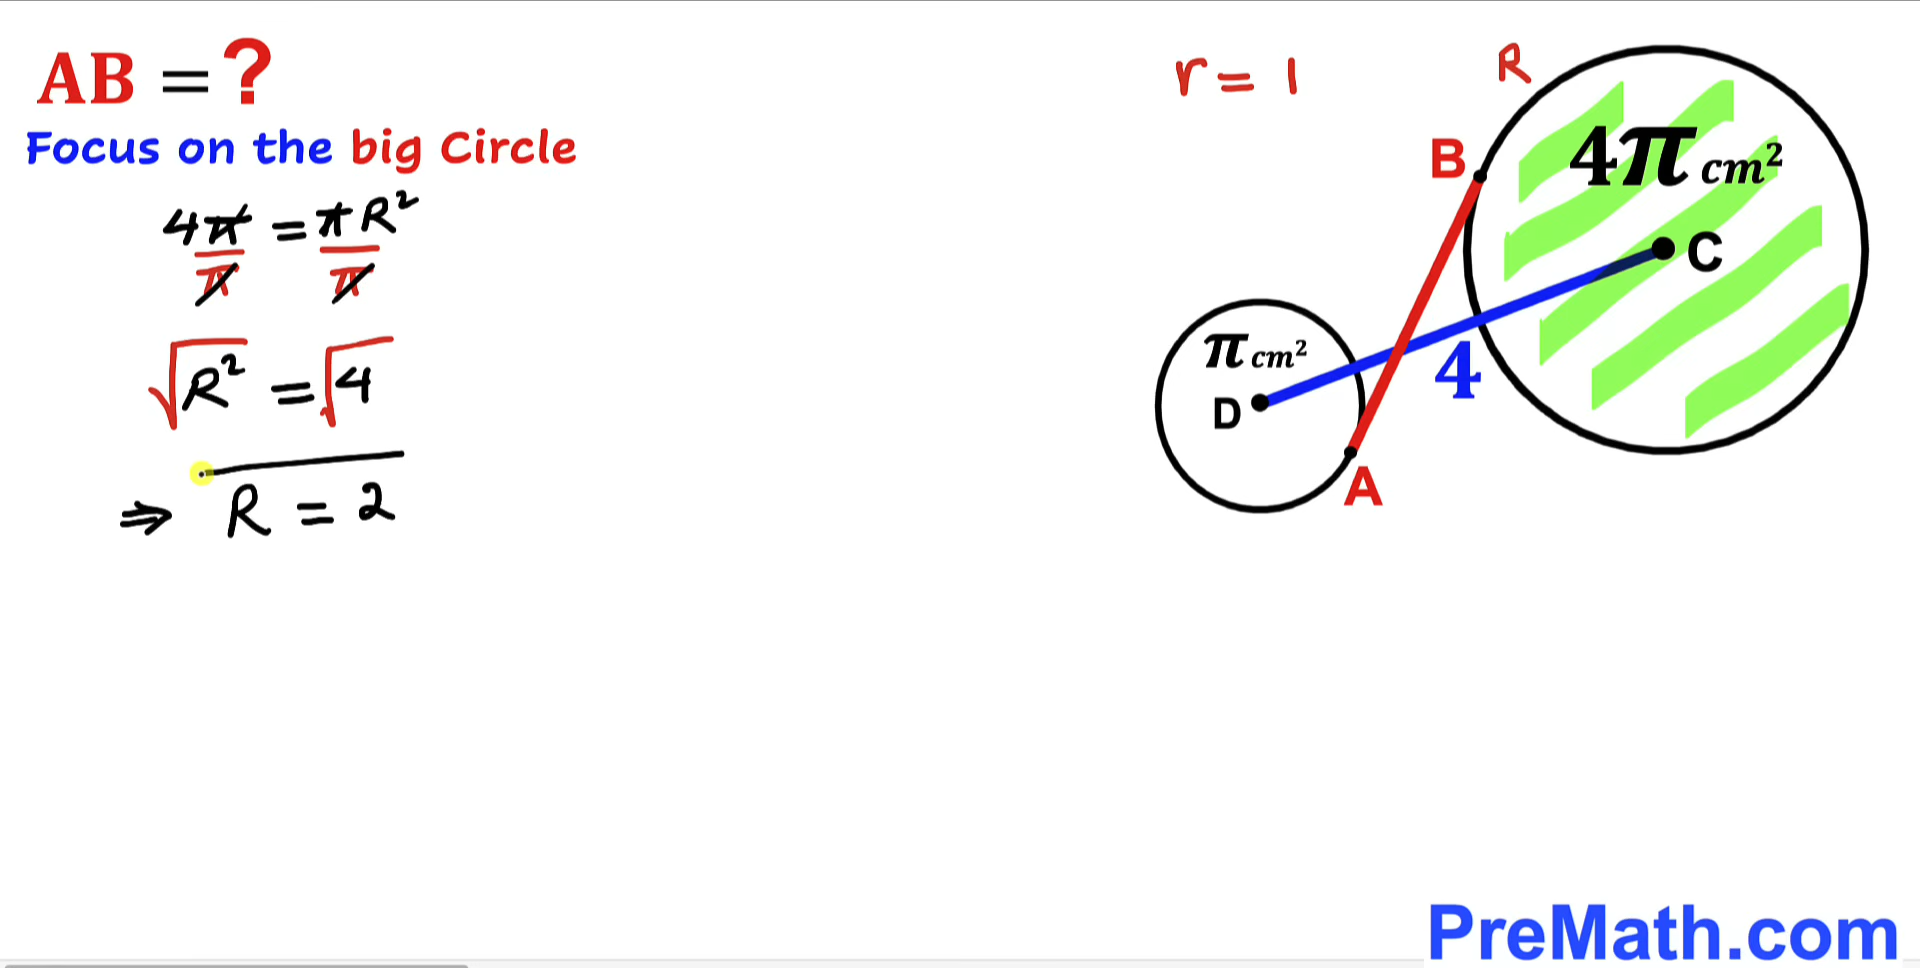 AB = ?
Focus on the big Circle
4π = πR²
π π
√R² = √4
⇒ R = 2
r = 1
R
B
4π cm²
C
π cm²
D
4
A
PreMath.com